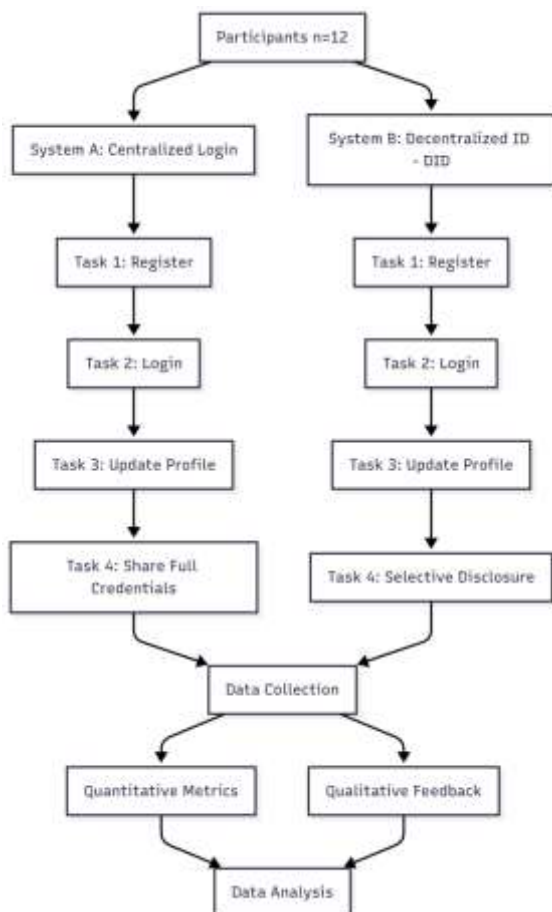 Participants n=12
System A: Centralized Login
System B: Decentralized ID
- DID
Task 1: Register
Task 1: Register
Task 2: Login
Task 2: Login
Task 3: Update Profile
Task 3: Update Profile
Task 4: Share Full
Credentials
Task 4: Selective Disclosure
Data Collection
Quantitative Metrics
Qualitative Feedback
Data Analysis